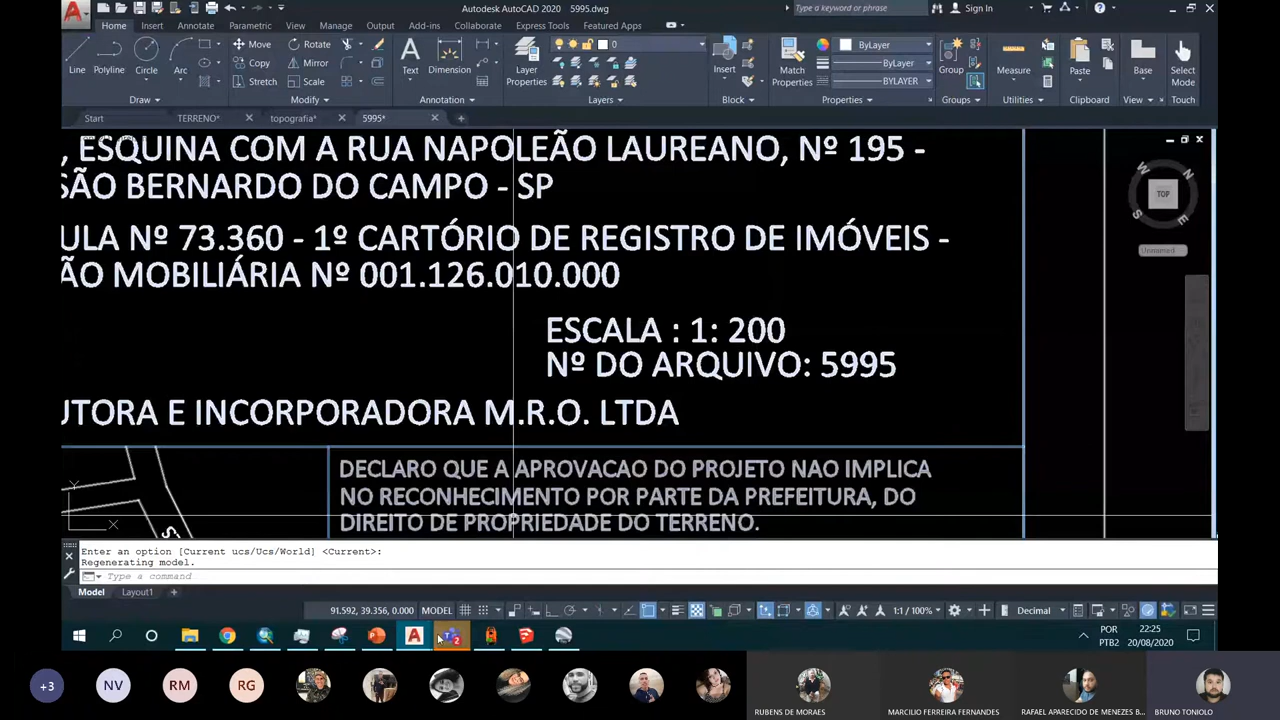 Autodesk AutoCAD 2020 5995.dwg
Type a keyword or phrase
Sign In
Home Insert Annotate Parametric View Manage Output Add-ins Collaborate Express Tools Featured Apps
Line Polyline Circle Arc
Move Rotate
Copy Mirror
Stretch Scale
Text Dimension
Layer Properties
0
Insert
Match Properties
ByLayer
ByLayer
BYLAYER
Group
Measure
Paste
Base
Select Mode
Draw Modify Annotation Layers Block Properties Groups Utilities Clipboard View Touch
Start TERRENO* topografia* 5995*
, ESQUINA COM A RUA NAPOLEÃO LAUREANO, Nº 195 -
SÃO BERNARDO DO CAMPO - SP
ULA Nº 73.360 - 1º CARTÓRIO DE REGISTRO DE IMÓVEIS -
ÃO MOBILIÁRIA Nº 001.126.010.000
ESCALA : 1: 200
Nº DO ARQUIVO: 5995
UTORA E INCORPORADORA M.R.O. LTDA
DECLARO QUE A APROVACAO DO PROJETO NAO IMPLICA
NO RECONHECIMENTO POR PARTE DA PREFEITURA, DO
DIREITO DE PROPRIEDADE DO TERRENO.
W N
TOP
S E
Unnamed
Y
X
Enter an option [Current ucs/Ucs/World] <Current>:
Regenerating model.
Type a command
Model Layout1
91.592, 39.356, 0.000 MODEL 1:1 / 100% Decimal
POR
PTB2
22:25
20/08/2020
+3 NV RM RG
RUBENS DE MORAES
MARCILIO FERREIRA FERNANDES
RAFAEL APARECIDO DE MENEZES B...
BRUNO TONIOLO